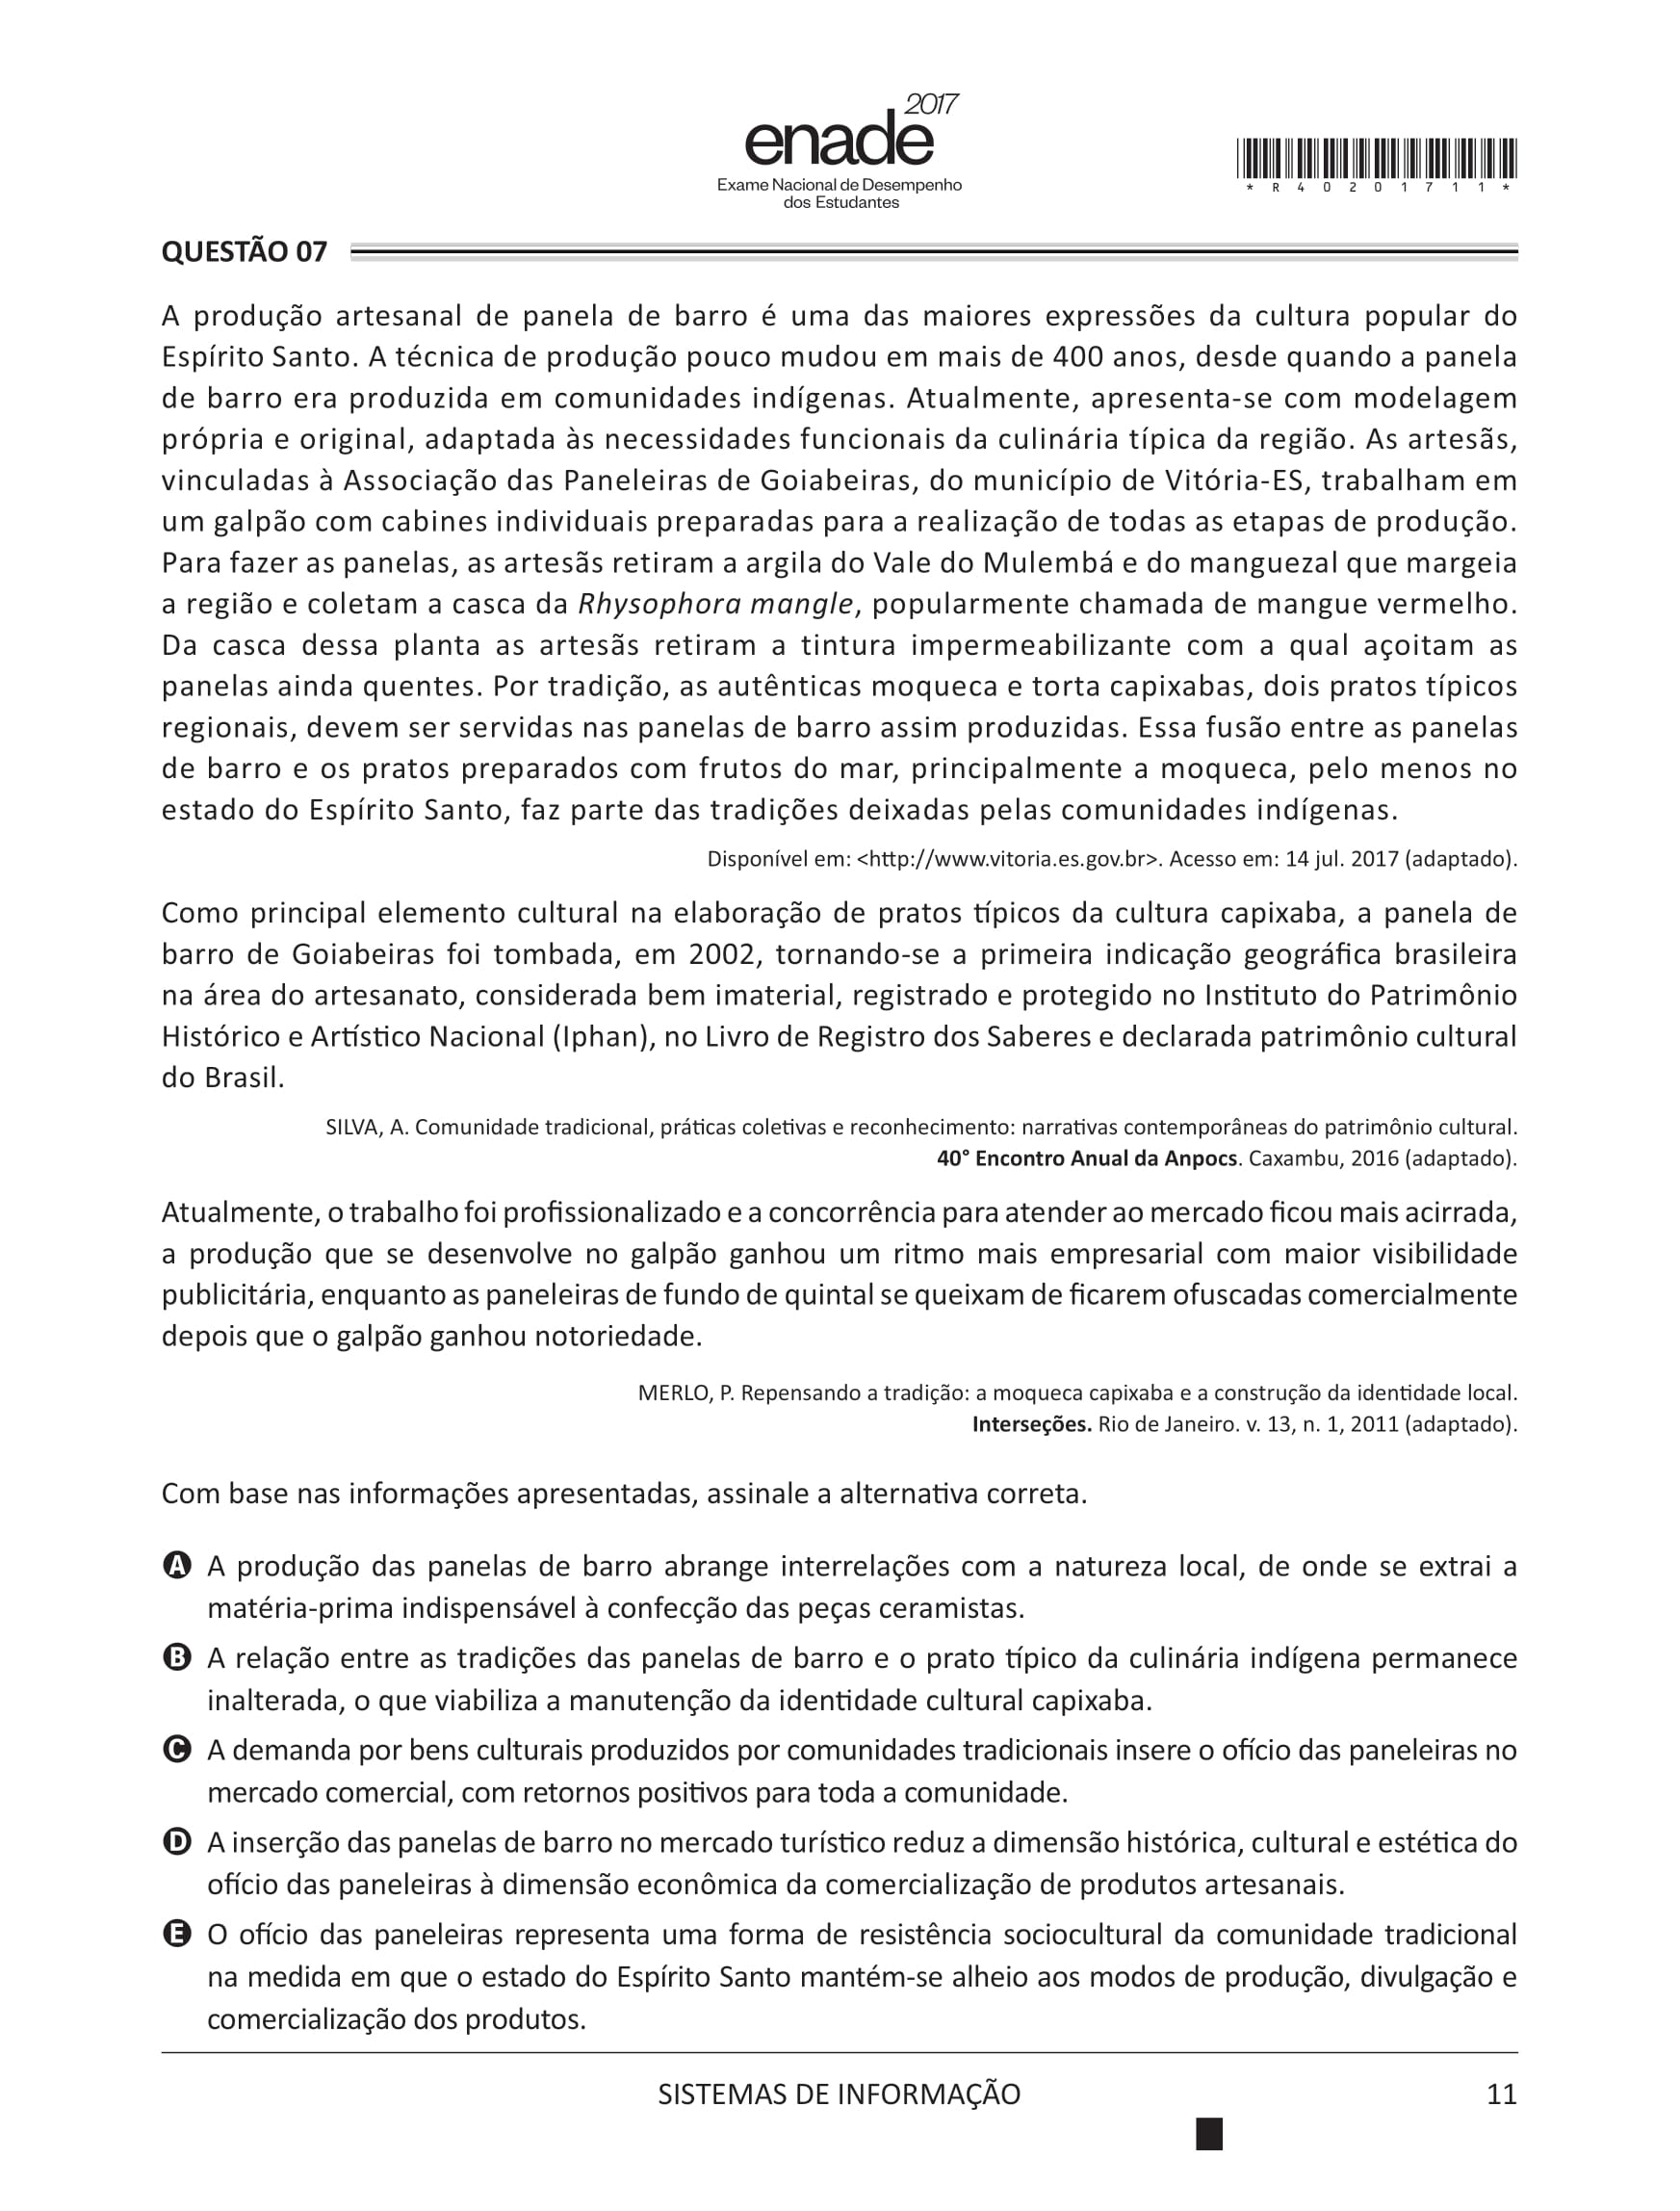 2017
enade
Exame Nacional de Desempenho
dos Estudantes
* R 4 0 2 0 1 7 1 1 *
QUESTÃO 07
A produção artesanal de panela de barro é uma das maiores expressões da cultura popular do
Espírito Santo. A técnica de produção pouco mudou em mais de 400 anos, desde quando a panela
de barro era produzida em comunidades indígenas. Atualmente, apresenta-se com modelagem
própria e original, adaptada às necessidades funcionais da culinária típica da região. As artesãs,
vinculadas à Associação das Paneleiras de Goiabeiras, do município de Vitória-ES, trabalham em
um galpão com cabines individuais preparadas para a realização de todas as etapas de produção.
Para fazer as panelas, as artesãs retiram a argila do Vale do Mulembá e do manguezal que margeia
a região e coletam a casca da Rhysophora mangle, popularmente chamada de mangue vermelho.
Da casca dessa planta as artesãs retiram a tintura impermeabilizante com a qual açoitam as
panelas ainda quentes. Por tradição, as autênticas moqueca e torta capixabas, dois pratos típicos
regionais, devem ser servidas nas panelas de barro assim produzidas. Essa fusão entre as panelas
de barro e os pratos preparados com frutos do mar, principalmente a moqueca, pelo menos no
estado do Espírito Santo, faz parte das tradições deixadas pelas comunidades indígenas.
Disponível em: <http://www.vitoria.es.gov.br>. Acesso em: 14 jul. 2017 (adaptado).
Como principal elemento cultural na elaboração de pratos típicos da cultura capixaba, a panela de
barro de Goiabeiras foi tombada, em 2002, tornando-se a primeira indicação geográfica brasileira
na área do artesanato, considerada bem imaterial, registrado e protegido no Instituto do Patrimônio
Histórico e Artístico Nacional (Iphan), no Livro de Registro dos Saberes e declarada patrimônio cultural
do Brasil.
SILVA, A. Comunidade tradicional, práticas coletivas e reconhecimento: narrativas contemporâneas do patrimônio cultural.
40° Encontro Anual da Anpocs. Caxambu, 2016 (adaptado).
Atualmente, o trabalho foi profissionalizado e a concorrência para atender ao mercado ficou mais acirrada,
a produção que se desenvolve no galpão ganhou um ritmo mais empresarial com maior visibilidade
publicitária, enquanto as paneleiras de fundo de quintal se queixam de ficarem ofuscadas comercialmente
depois que o galpão ganhou notoriedade.
MERLO, P. Repensando a tradição: a moqueca capixaba e a construção da identidade local.
Interseções. Rio de Janeiro. v. 13, n. 1, 2011 (adaptado).
Com base nas informações apresentadas, assinale a alternativa correta.
A A produção das panelas de barro abrange interrelações com a natureza local, de onde se extrai a
matéria-prima indispensável à confecção das peças ceramistas.
B A relação entre as tradições das panelas de barro e o prato típico da culinária indígena permanece
inalterada, o que viabiliza a manutenção da identidade cultural capixaba.
C A demanda por bens culturais produzidos por comunidades tradicionais insere o ofício das paneleiras no
mercado comercial, com retornos positivos para toda a comunidade.
D A inserção das panelas de barro no mercado turístico reduz a dimensão histórica, cultural e estética do
ofício das paneleiras à dimensão econômica da comercialização de produtos artesanais.
E O ofício das paneleiras representa uma forma de resistência sociocultural da comunidade tradicional
na medida em que o estado do Espírito Santo mantém-se alheio aos modos de produção, divulgação e
comercialização dos produtos.
SISTEMAS DE INFORMAÇÃO 11